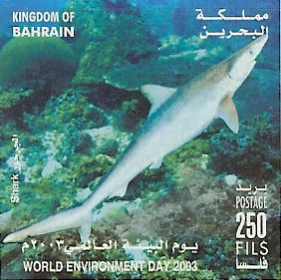 KINGDOM OF
BAHRAIN
مملكة
البحرين
Shark
يوم البيئة العالمي ٢٠٠٣م
WORLD ENVIRONMENT DAY 2003
بريد
POSTAGE
250
FILS
فلسا